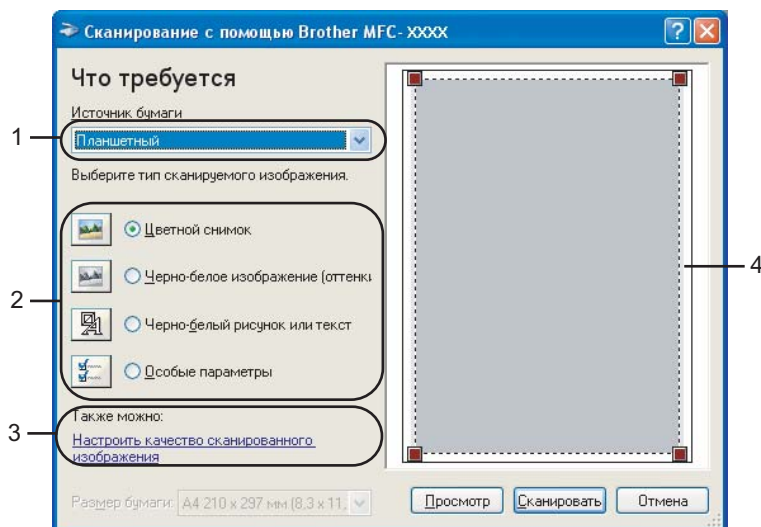 Сканирование с помощью Brother MFC-XXXX
Что требуется
Источник бумаги
1
Планшетный
Выберите тип сканируемого изображения.
Цветной снимок
Черно-белое изображение (оттенки
2
Черно-белый рисунок или текст
Особые параметры
Также можно:
3
Настроить качество сканированного
изображения
4
Размер бумаги: A4 210 x 297 мм (8,3 x 11,
Просмотр
Сканировать
Отмена